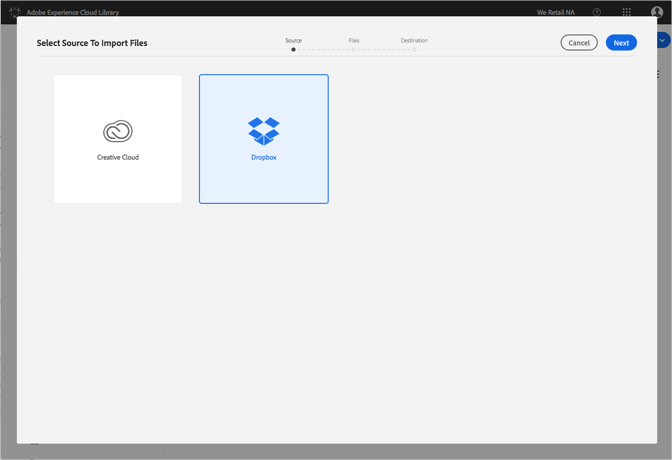 Adobe Experience Cloud Library
We Retail NA
Select Source To Import Files
Source
Files
Destination
Cancel
Next
Creative Cloud
Dropbox